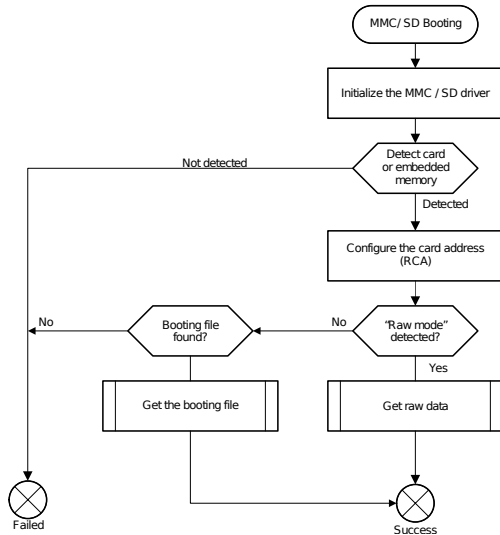 MMC/ SD Booting
Initialize the MMC / SD driver
Detect card
or embedded
memory
Not detected
Detected
Configure the card address
(RCA)
"Raw mode"
detected?
No
Booting file
found?
No
Yes
Get the booting file
Get raw data
Failed
Success